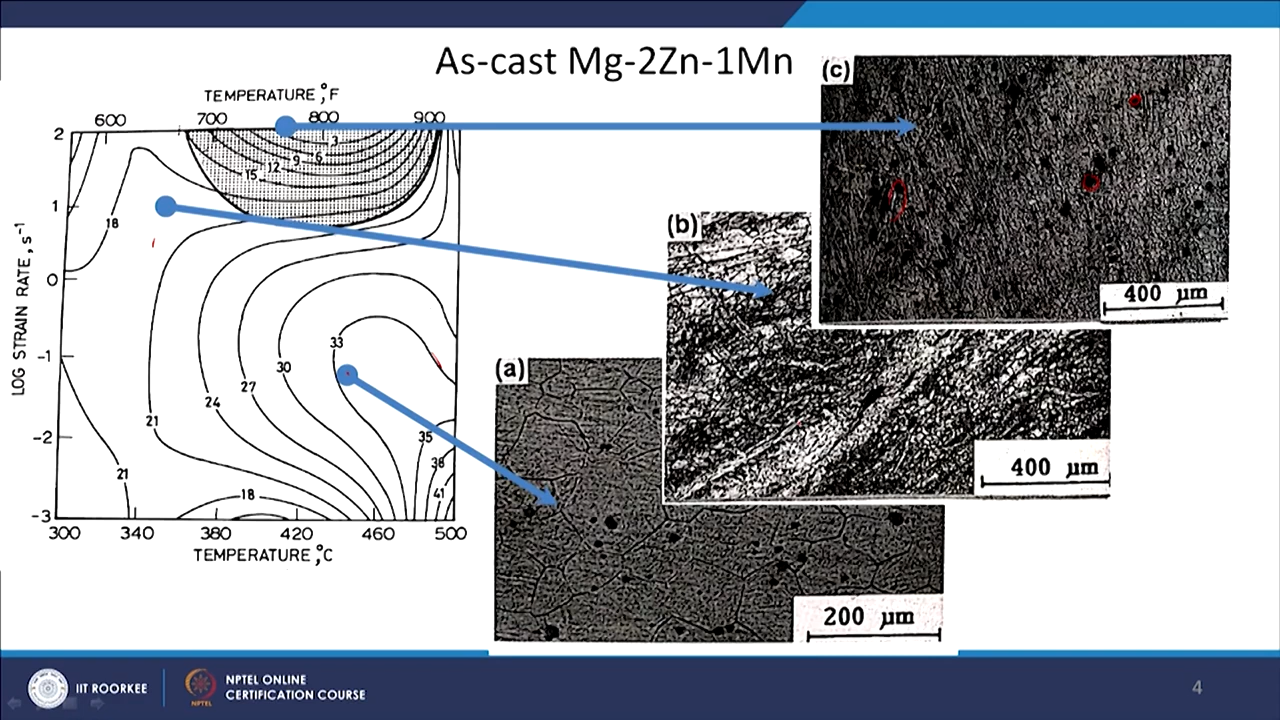 As-cast Mg-2Zn-1Mn
TEMPERATURE, °F
600 700 800 900
2
1
0
-1
-2
-3
LOG STRAIN RATE, s⁻¹
3
6
9
12
15
18
33
30
27
24
21
21
18
35
38
41
300 340 380 420 460 500
TEMPERATURE, °C
(c)
400 µm
(b)
400 µm
(a)
200 µm
IIT ROORKEE
NPTEL
NPTEL ONLINE
CERTIFICATION COURSE
4